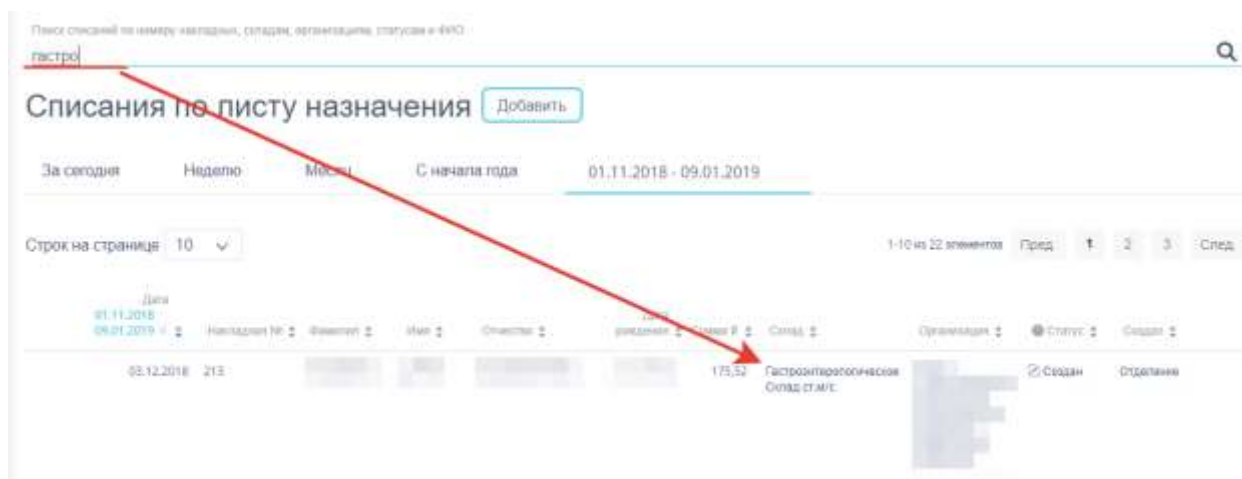 Поиск списаний по номеру накладных, складам, организациям, статусам и ФИО
гастро
Списания по листу назначения Добавить
За сегодня Неделю Месяц С начала года 01.11.2018 - 09.01.2019
Строк на странице 10 1-10 из 22 элементов Пред. 1 2 3 След.
Дата
01.11.2018
09.01.2019 Накладная № Фамилия Имя Отчество Дата рождения Сумма ₽ Склад Организация Статус Создан
03.12.2018 213 175,52 Гастроэнтерологическое Создан Отделение
Склад ст.м/с.